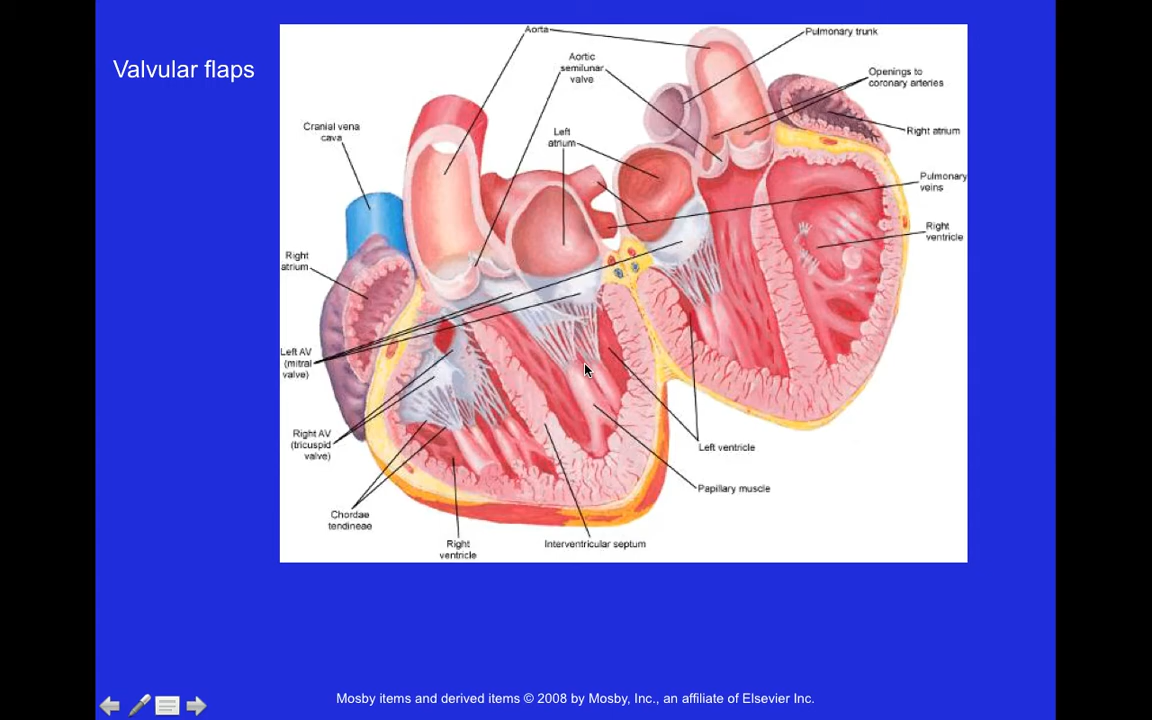 Valvular flaps
Aorta
Pulmonary trunk
Aortic
semilunar
valve
Openings to
coronary arteries
Cranial vena
cava
Left
atrium
Right atrium
Pulmonary
veins
Right
ventricle
Right
atrium
Left AV
(mitral
valve)
Right AV
(tricuspid
valve)
Left ventricle
Papillary muscle
Chordae
tendineae
Right
ventricle
Interventricular septum
Mosby items and derived items © 2008 by Mosby, Inc., an affiliate of Elsevier Inc.